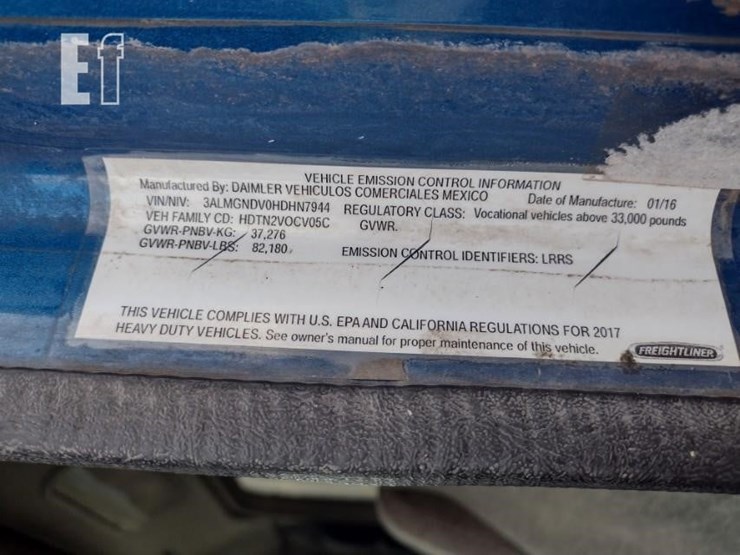 Ef
VEHICLE EMISSION CONTROL INFORMATION
Manufactured By: DAIMLER VEHICULOS COMERCIALES MEXICO Date of Manufacture: 01/16
VIN/NIV: 3ALMGNDV0HDHN7944 REGULATORY CLASS: Vocational vehicles above 33,000 pounds
VEH FAMILY CD: HDTN2VOCV05C GVWR.
GVWR-PNBV-KG: 37,276
GVWR-PNBV-LBS: 82,180 EMISSION CONTROL IDENTIFIERS: LRRS
THIS VEHICLE COMPLIES WITH U.S. EPA AND CALIFORNIA REGULATIONS FOR 2017
HEAVY DUTY VEHICLES. See owner's manual for proper maintenance of this vehicle.
FREIGHTLINER